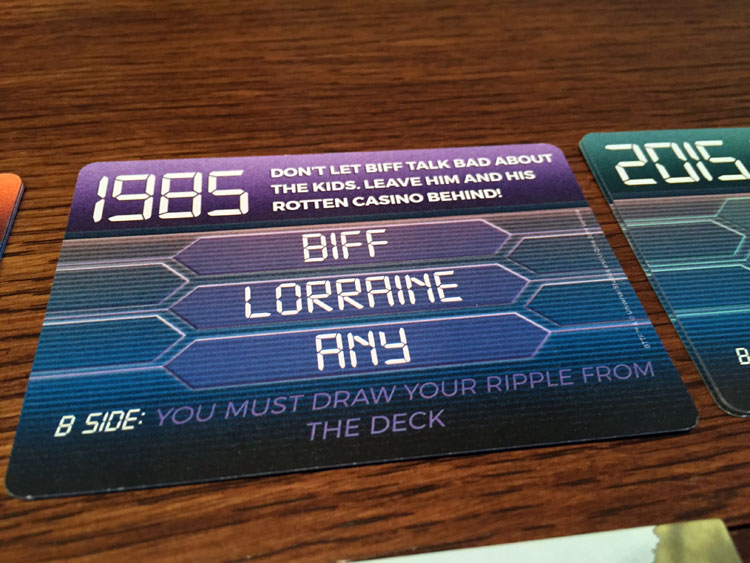 1985
DON'T LET BIFF TALK BAD ABOUT
THE KIDS. LEAVE HIM AND HIS
ROTTEN CASINO BEHIND!
BIFF
LORRAINE
ANY
B SIDE: YOU MUST DRAW YOUR RIPPLE FROM
THE DECK
2015
B